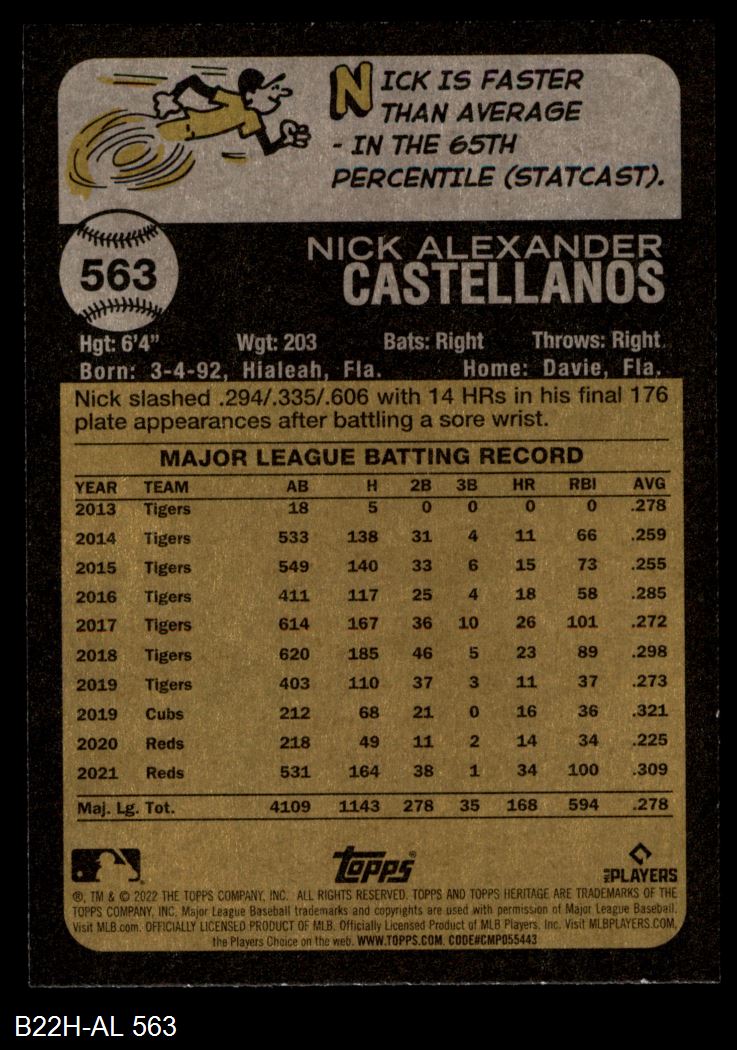 NICK IS FASTER
THAN AVERAGE
- IN THE 65TH
PERCENTILE (STATCAST).
563
NICK ALEXANDER
CASTELLANOS
Hgt: 6'4" Wgt: 203 Bats: Right Throws: Right
Born: 3-4-92, Hialeah, Fla. Home: Davie, Fla.
Nick slashed .294/.335/.606 with 14 HRs in his final 176
plate appearances after battling a sore wrist.
MAJOR LEAGUE BATTING RECORD
YEAR TEAM AB H 2B 3B HR RBI AVG
2013 Tigers 18 5 0 0 0 0 .278
2014 Tigers 533 138 31 4 11 66 .259
2015 Tigers 549 140 33 6 15 73 .255
2016 Tigers 411 117 25 4 18 58 .285
2017 Tigers 614 167 36 10 26 101 .272
2018 Tigers 620 185 46 5 23 89 .298
2019 Tigers 403 110 37 3 11 37 .273
2019 Cubs 212 68 21 0 16 36 .321
2020 Reds 218 49 11 2 14 34 .225
2021 Reds 531 164 38 1 34 100 .309
Maj. Lg. Tot. 4109 1143 278 35 168 594 .278
Topps®
MLB PLAYERS
®, TM & © 2022 THE TOPPS COMPANY, INC. ALL RIGHTS RESERVED. TOPPS AND TOPPS HERITAGE ARE TRADEMARKS OF THE
TOPPS COMPANY, INC. Major League Baseball trademarks and copyrights are used with permission of Major League Baseball.
Visit MLB.com. OFFICIALLY LICENSED PRODUCT OF MLB. Officially Licensed Product of MLB Players, Inc. Visit MLBPLAYERS.COM,
the Players Choice on the web. WWW.TOPPS.COM. CODE#CMP055443
B22H-AL 563